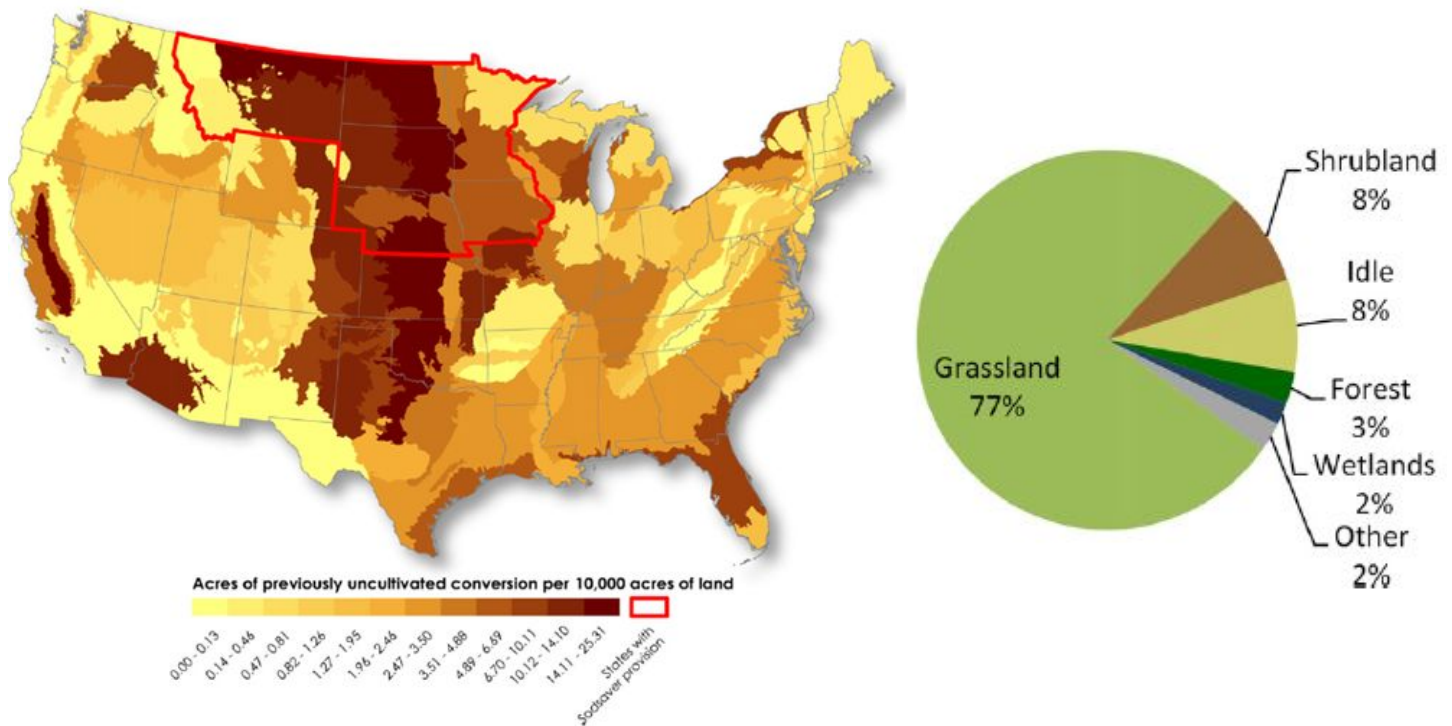 Acres of previously uncultivated conversion per 10,000 acres of land
0.00 - 0.13
0.14 - 0.46
0.47 - 0.81
0.82 - 1.26
1.27 - 1.95
1.96 - 2.46
2.47 - 3.50
3.51 - 4.88
4.89 - 6.69
6.70 - 10.11
10.12 - 14.10
14.11 - 25.31
States with
Sodsaver provision
Grassland
77%
Shrubland
8%
Idle
8%
Forest
3%
Wetlands
2%
Other
2%